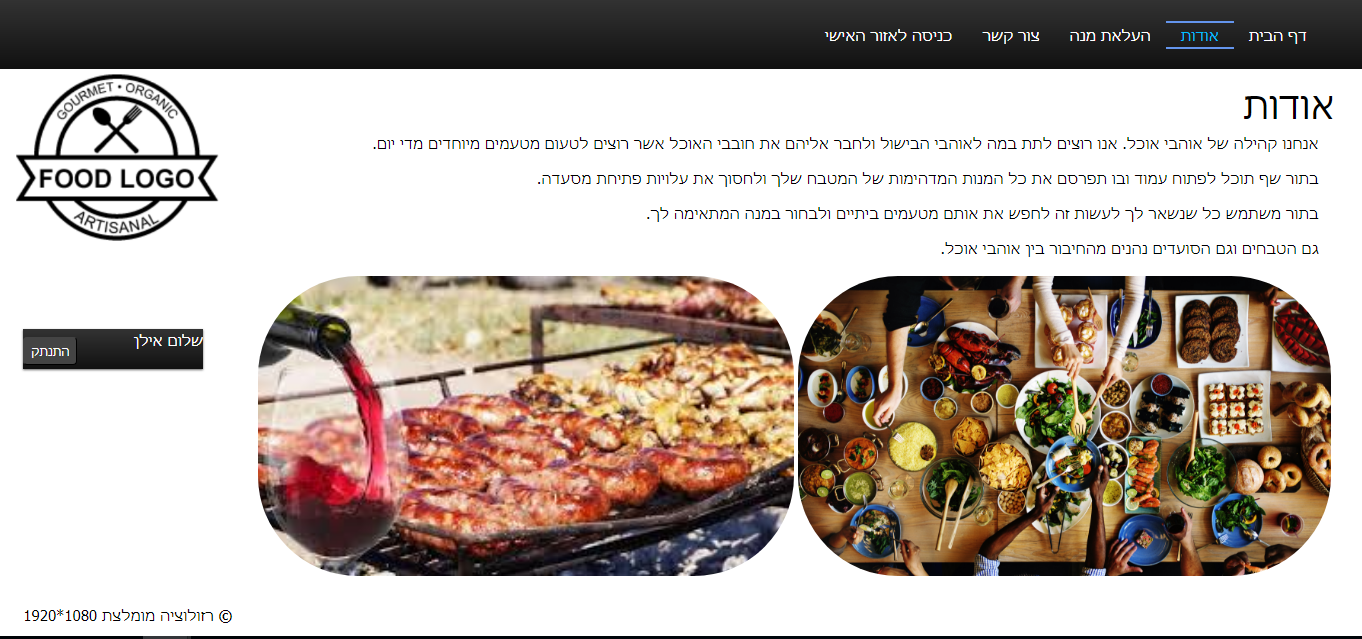 דף הבית
אודות
העלאת מנה
צור קשר
כניסה לאזור האישי
GOURMET • ORGANIC
FOOD LOGO
ARTISANAL
אודות
אנחנו קהילה של אוהבי אוכל. אנו רוצים לתת במה לאוהבי הבישול ולחבר אליהם את חובבי האוכל אשר רוצים לטעום מטעמים מיוחדים מדי יום.
בתור שף תוכל לפתוח עמוד ובו תפרסם את כל המנות המדהימות של המטבח שלך ולחסוך את עלויות פתיחת מסעדה.
בתור משתמש כל שנשאר לך לעשות זה לחפש את אותם מטעמים ביתיים ולבחור במנה המתאימה לך.
גם הטבחים וגם הסועדים נהנים מהחיבור בין אוהבי אוכל.
שלום אילן
התנתק
© רזולוציה מומלצת 1920*1080